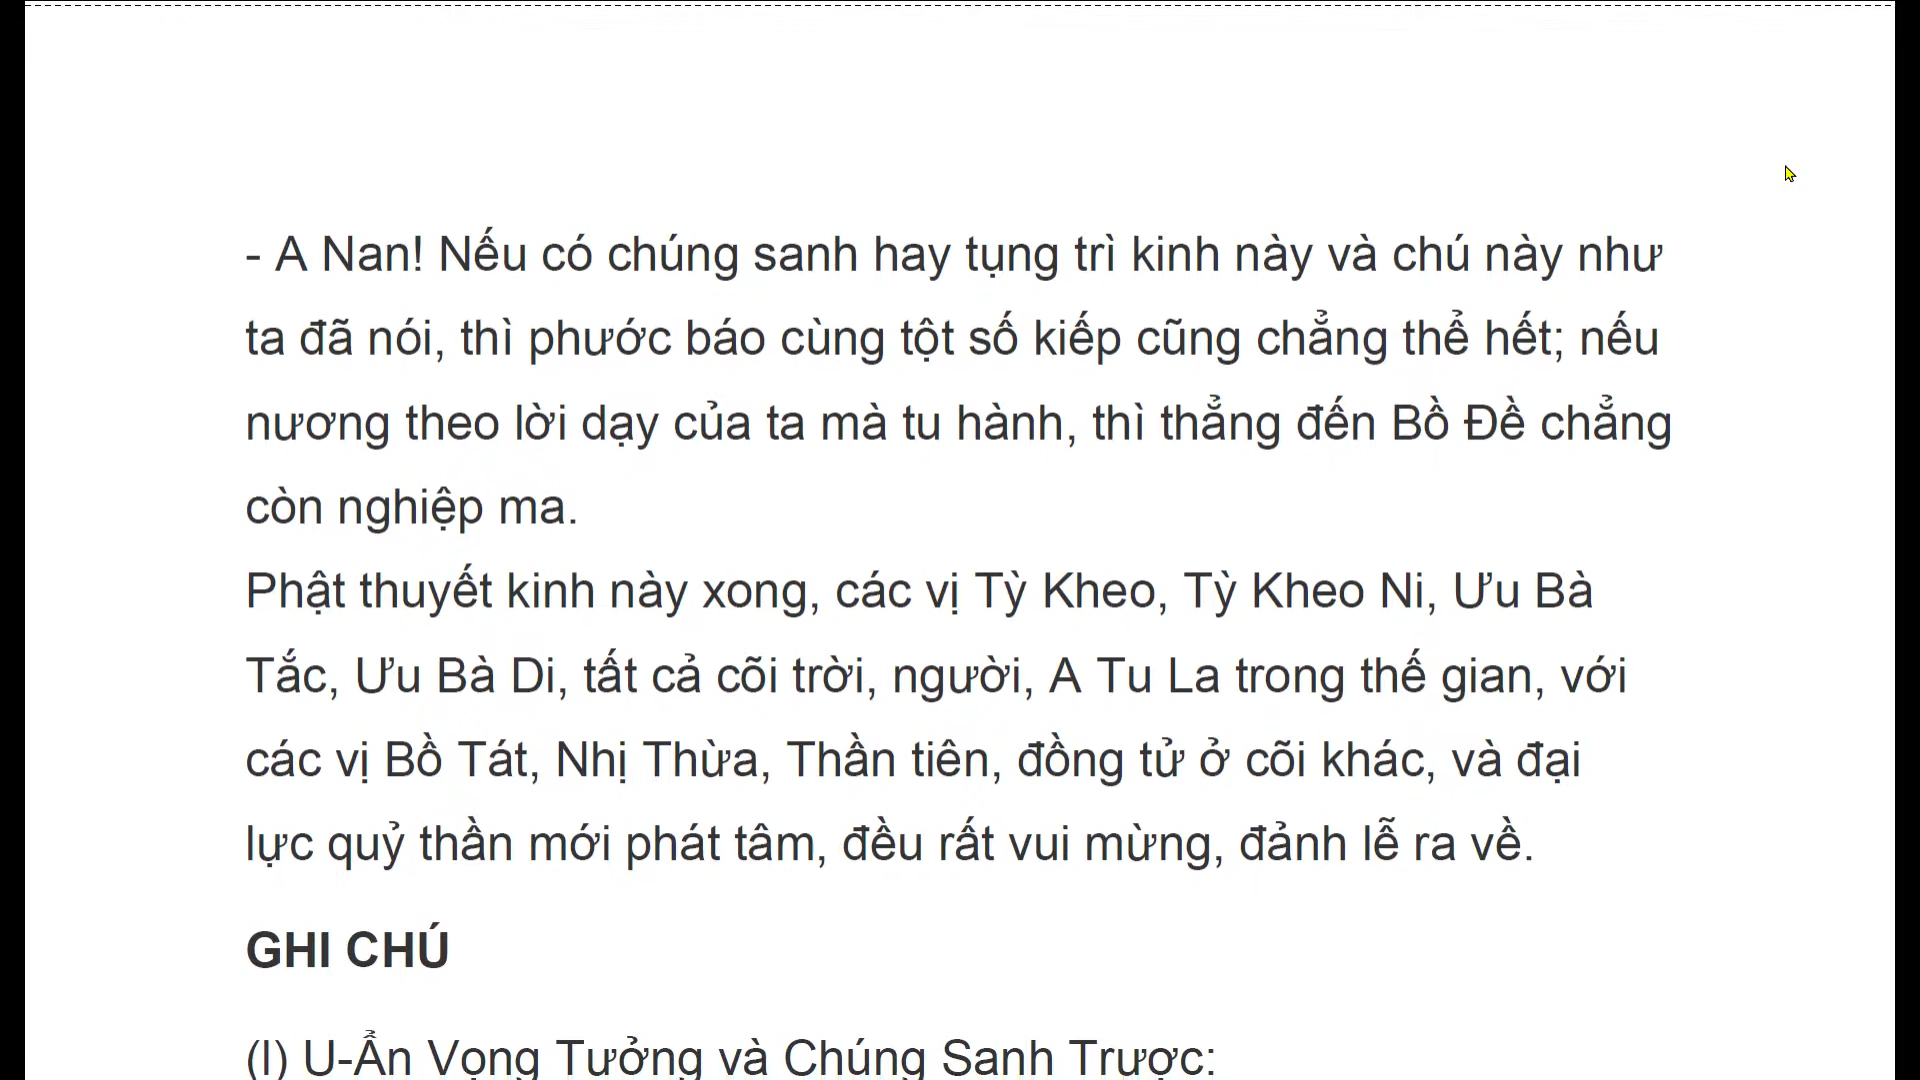 - A Nan! Nếu có chúng sanh hay tụng trì kinh này và chú này như
ta đã nói, thì phước báo cùng tột số kiếp cũng chẳng thể hết; nếu
nương theo lời dạy của ta mà tu hành, thì thẳng đến Bồ Đề chẳng
còn nghiệp ma.
Phật thuyết kinh này xong, các vị Tỳ Kheo, Tỳ Kheo Ni, Ưu Bà
Tắc, Ưu Bà Di, tất cả cõi trời, người, A Tu La trong thế gian, với
các vị Bồ Tát, Nhị Thừa, Thần tiên, đồng tử ở cõi khác, và đại
lực quỷ thần mới phát tâm, đều rất vui mừng, đảnh lễ ra về.
GHI CHÚ
(I) U-Ẩn Vọng Tưởng và Chúng Sanh Trược: